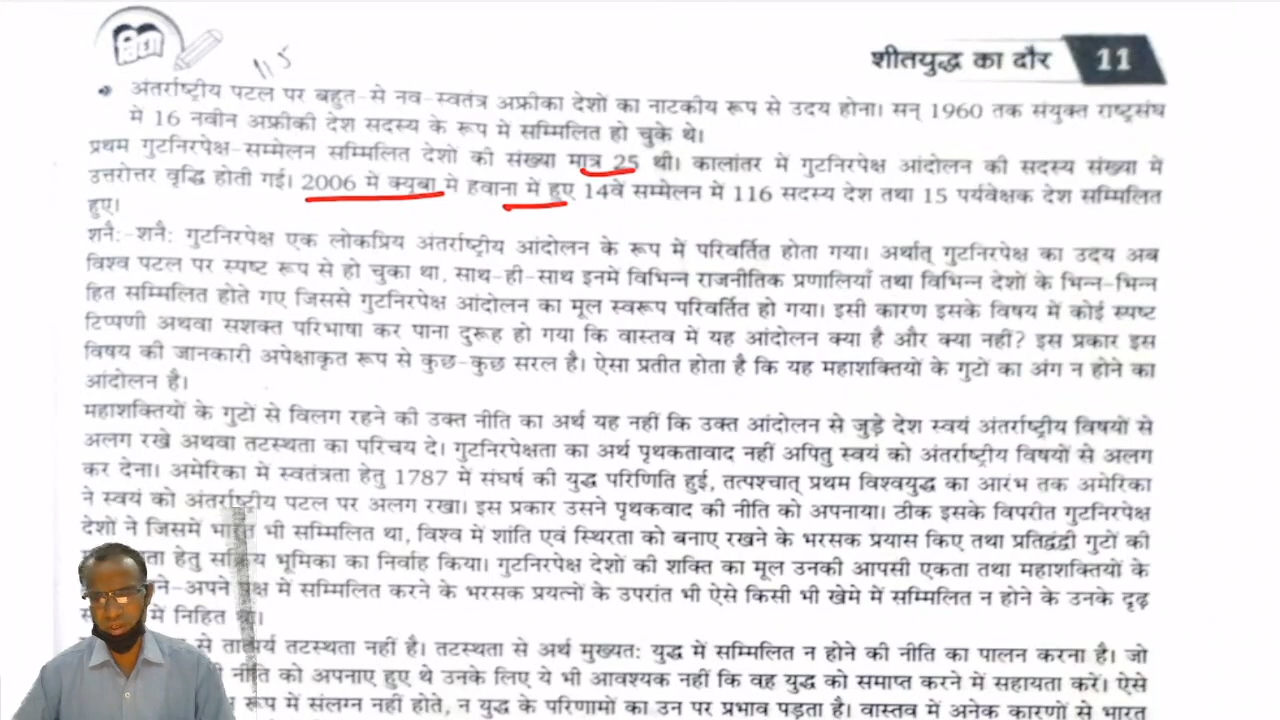 विद्या
शीतयुद्ध का दौर 11
115
अंतर्राष्ट्रीय पटल पर बहुत-से नव-स्वतंत्र अफ्रीका देशों का नाटकीय रूप से उदय होना। सन् 1960 तक संयुक्त राष्ट्रसंघ
में 16 नवीन अफ्रीकी देश सदस्य के रूप में सम्मिलित हो चुके थे।
प्रथम गुटनिरपेक्ष-सम्मेलन सम्मिलित देशों की संख्या मात्र 25 थी। कालांतर में गुटनिरपेक्ष आंदोलन की सदस्य संख्या में
उत्तरोत्तर वृद्धि होती गई। 2006 में क्यूबा मे हवाना में हुए 14वें सम्मेलन में 116 सदस्य देश तथा 15 पर्यवेक्षक देश सम्मिलित
हुए।
शनै:-शनै: गुटनिरपेक्ष एक लोकप्रिय अंतर्राष्ट्रीय आंदोलन के रूप में परिवर्तित होता गया। अर्थात् गुटनिरपेक्ष का उदय अब
विश्व पटल पर स्पष्ट रूप से हो चुका था, साथ-ही-साथ इनमें विभिन्न राजनीतिक प्रणालियाँ तथा विभिन्न देशों के भिन्न-भिन्न
हित सम्मिलित होते गए जिससे गुटनिरपेक्ष आंदोलन का मूल स्वरूप परिवर्तित हो गया। इसी कारण इसके विषय में कोई स्पष्ट
टिप्पणी अथवा सशक्त परिभाषा कर पाना दुरूह हो गया कि वास्तव में यह आंदोलन क्या है और क्या नहीं? इस प्रकार इस
विषय की जानकारी अपेक्षाकृत रूप से कुछ-कुछ सरल है। ऐसा प्रतीत होता है कि यह महाशक्तियों के गुटों का अंग न होने का
आंदोलन है।
महाशक्तियों के गुटों से विलग रहने की उक्त नीति का अर्थ यह नहीं कि उक्त आंदोलन से जुड़े देश स्वयं अंतर्राष्ट्रीय विषयों से
अलग रखे अथवा तटस्थता का परिचय दे। गुटनिरपेक्षता का अर्थ पृथकतावाद नहीं अपितु स्वयं को अंतर्राष्ट्रीय विषयों से अलग
कर देना। अमेरिका में स्वतंत्रता हेतु 1787 में संघर्ष की युद्ध परिणिति हुई, तत्पश्चात् प्रथम विश्वयुद्ध का आरंभ तक अमेरिका
ने स्वयं को अंतर्राष्ट्रीय पटल पर अलग रखा। इस प्रकार उसने पृथकवाद की नीति को अपनाया। ठीक इसके विपरीत गुटनिरपेक्ष
देशों ने जिसमें भी सम्मिलित था, विश्व में शांति एवं स्थिरता को बनाए रखने के भरसक प्रयास किए तथा प्रतिद्वंद्वी गुटों की
हेतु भूमिका का निर्वाह किया। गुटनिरपेक्ष देशों की शक्ति का मूल उनकी आपसी एकता तथा महाशक्तियों के
ने-अपने में सम्मिलित करने के भरसक प्रयत्नों के उपरांत भी ऐसे किसी भी खेमे में सम्मिलित न होने के उनके दृढ़
में निहित
से तात्पर्य तटस्थता नहीं है। तटस्थता से अर्थ मुख्यत: युद्ध में सम्मिलित न होने की नीति का पालन करना है। जो
नीति को अपनाए हुए थे उनके लिए ये भी आवश्यक नहीं कि वह युद्ध को समाप्त करने में सहायता करें। ऐसे
रूप में संलग्न नहीं होते, न युद्ध के परिणामों का उन पर प्रभाव पड़ता है। वास्तव में अनेक कारणों से भारत